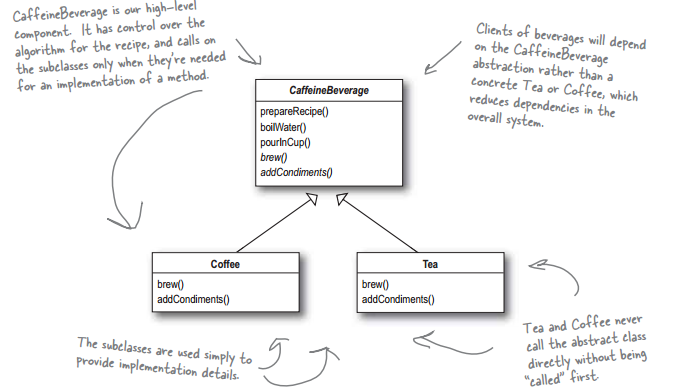 CaffeineBeverage is our high-level
component. It has control over the
algorithm for the recipe, and calls on
the subclasses only when they're needed
for an implementation of a method.
Clients of beverages will depend
on the CaffeineBeverage
abstraction rather than a
concrete Tea or Coffee, which
reduces dependencies in the
overall system.
CaffeineBeverage
prepareRecipe()
boilWater()
pourInCup()
brew()
addCondiments()
Coffee
brew()
addCondiments()
Tea
brew()
addCondiments()
The subclasses are used simply to
provide implementation details.
Tea and Coffee never
call the abstract class
directly without being
"called" first.